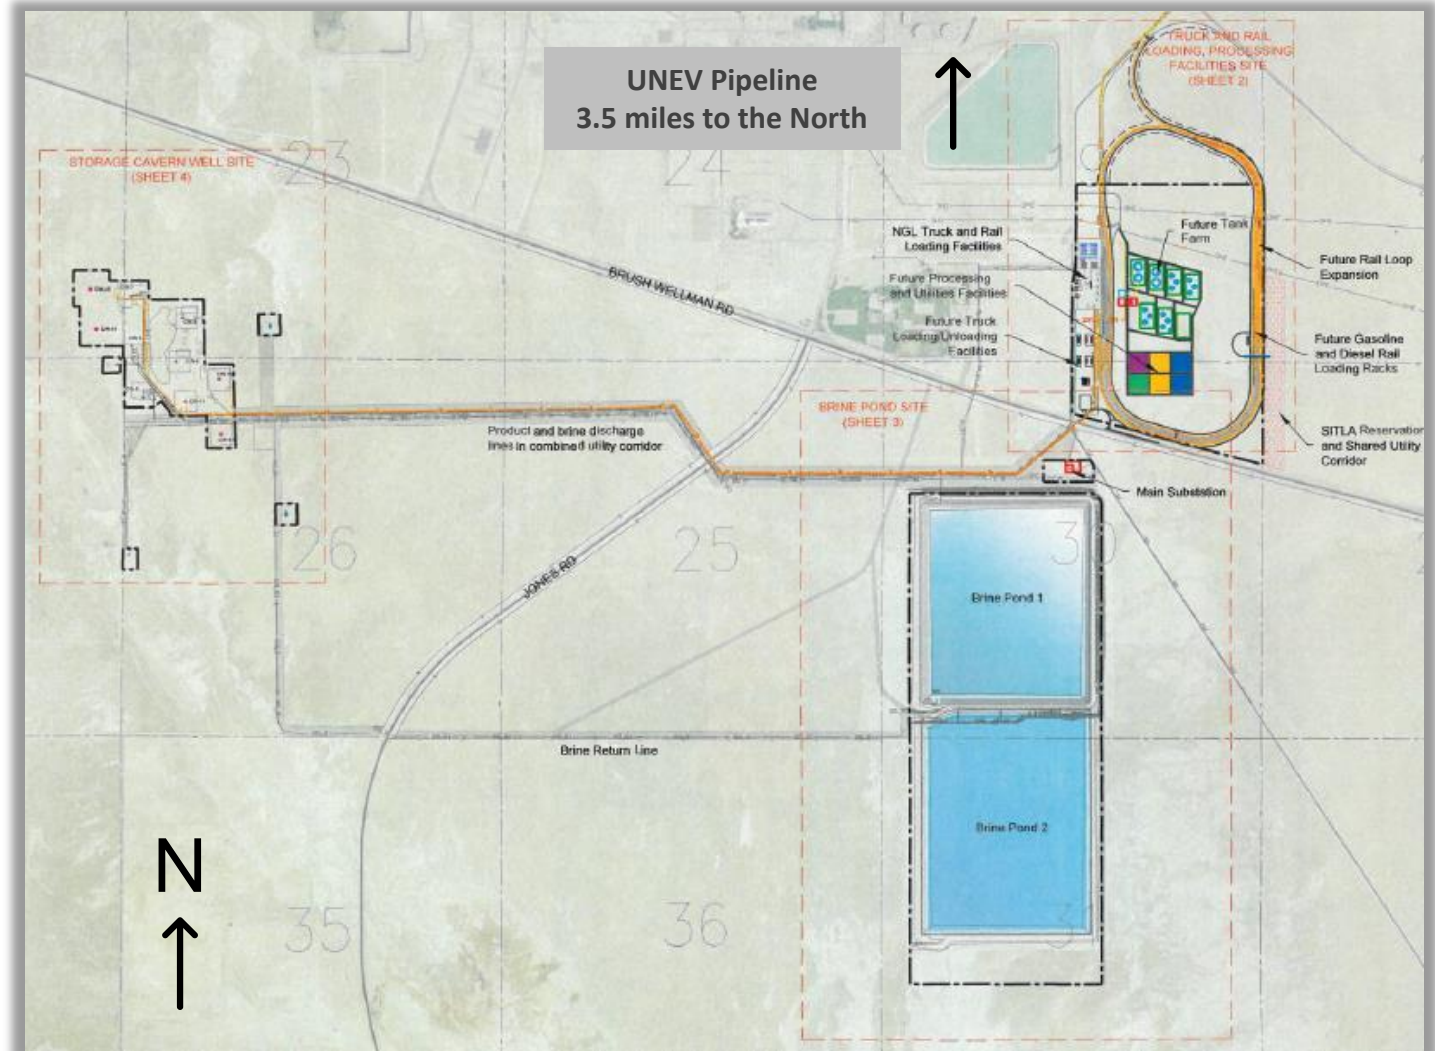 UNEV Pipeline
3.5 miles to the North
TRUCK AND RAIL
LOADING, PROCESSING
FACILITIES SITE
(SHEET 2)
STORAGE CAVERN WELL SITE
(SHEET 4)
23
24
NGL Truck and Rail
Loading Facilities
Future Tank
Farm
Future Rail Loop
Expansion
BRUSH WELLMAN RD
Future Processing
and Utilities Facilities
Future Truck
Loading/Unloading
Facilities
Future Gasoline
and Diesel Rail
Loading Racks
BRINE POND SITE
(SHEET 3)
Product and brine discharge
lines in combined utility corridor
SITLA Reservation
and Shared Utility
Corridor
Main Substation
26
25
30
JONES RD
Brine Pond 1
Brine Return Line
Brine Pond 2
N
35
36
31